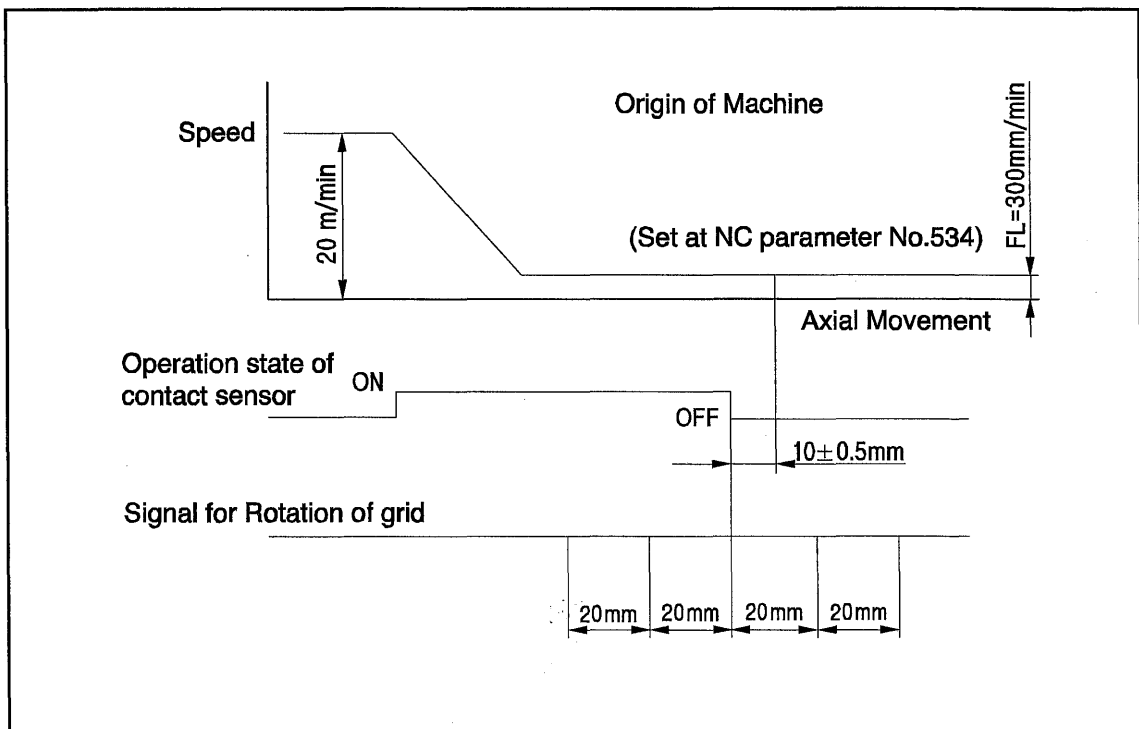 Origin of Machine
Speed
20 m/min
FL=300mm/min
(Set at NC parameter No.534)
Axial Movement
Operation state of
contact sensor
ON
OFF
10±0.5mm
Signal for Rotation of grid
20mm
20mm
20mm
20mm